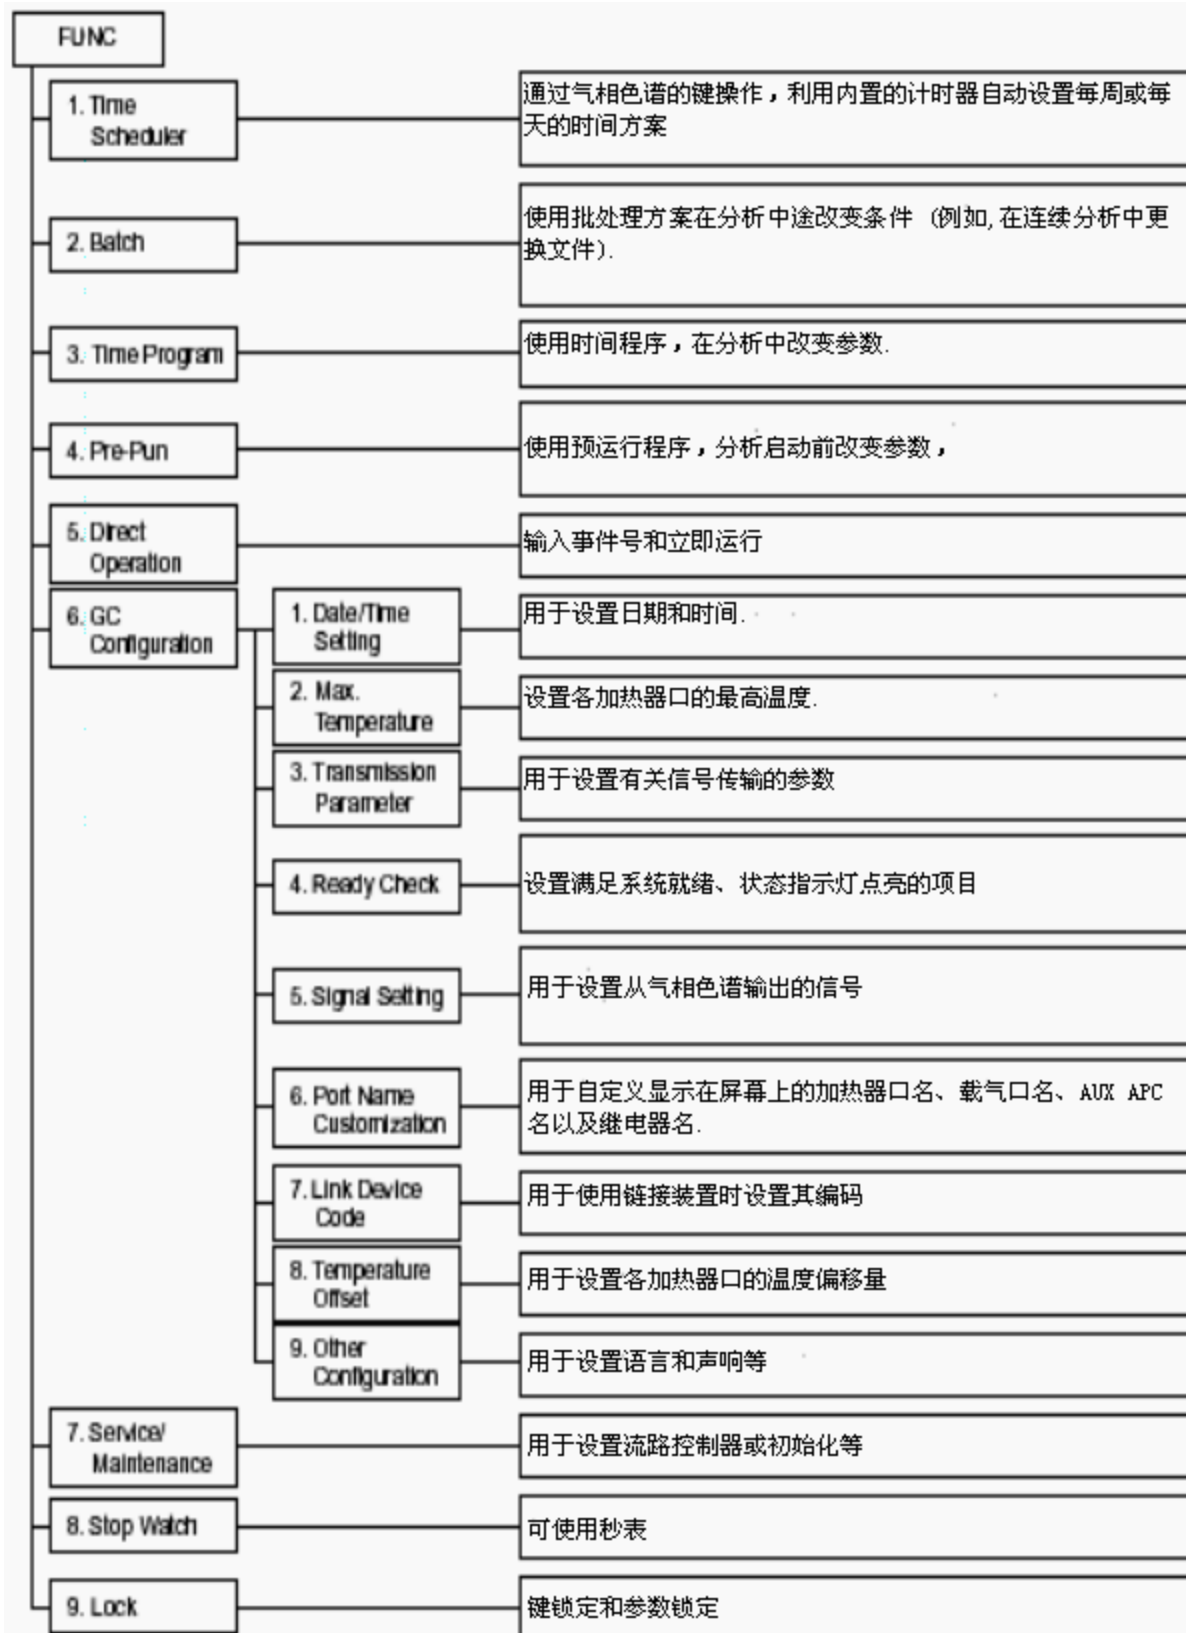 FUNC
1. Time
Scheduler
通过气相色谱的键操作，利用内置的计时器自动设置每周或每
天的时间方案
2. Batch
使用批处理方案在分析中途改变条件 (例如,在连续分析中更
换文件).
3. Time Program
使用时间程序，在分析中改变参数.
4. Pre-Pun
使用预运行程序，分析启动前改变参数，
5. Direct
Operation
输入事件号和立即运行
6. GC
Configuration
1. Date/Time
Setting
用于设置日期和时间.
2. Max.
Temperature
设置各加热器口的最高温度.
3. Transmission
Parameter
用于设置有关信号传输的参数
4. Ready Check
设置满足系统就绪、状态指示灯点亮的项目
5. Signal Setting
用于设置从气相色谱输出的信号
6. Port Name
Customization
用于自定义显示在屏幕上的加热器口名、载气口名、AUX APC
名以及继电器名.
7. Link Device
Code
用于使用链接装置时设置其编码
8. Temperature
Offset
用于设置各加热器口的温度偏移量
9. Other
Configuration
用于设置语言和声响等
7. Service/
Maintenance
用于设置流路控制器或初始化等
8. Stop Watch
可使用秒表
9. Lock
键锁定和参数锁定